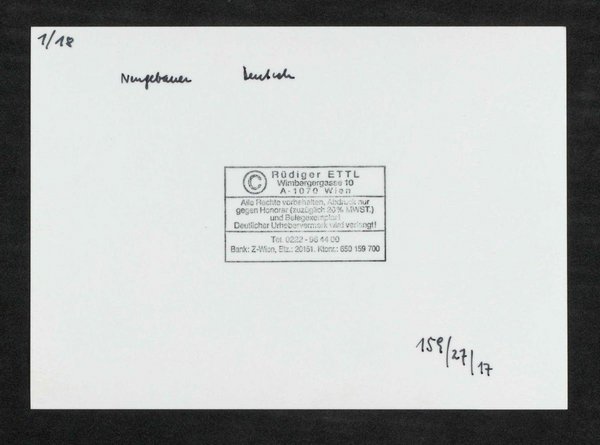 1/18
Neugebauer Deutsch
© Rüdiger ETTL
Wimbergergasse 10
A-1070 Wien
Alle Rechte vorbehalten, Abdruck nur
gegen Honorar (zuzüglich 20% MWST.)
und Belegexemplar!
Deutlicher Urhebervermerk wird verlangt!
Tel. 0222 - 96 44 00
Bank: Z-Wien, Blz.: 20151. Ktonr.: 650 159 700
159/27/17